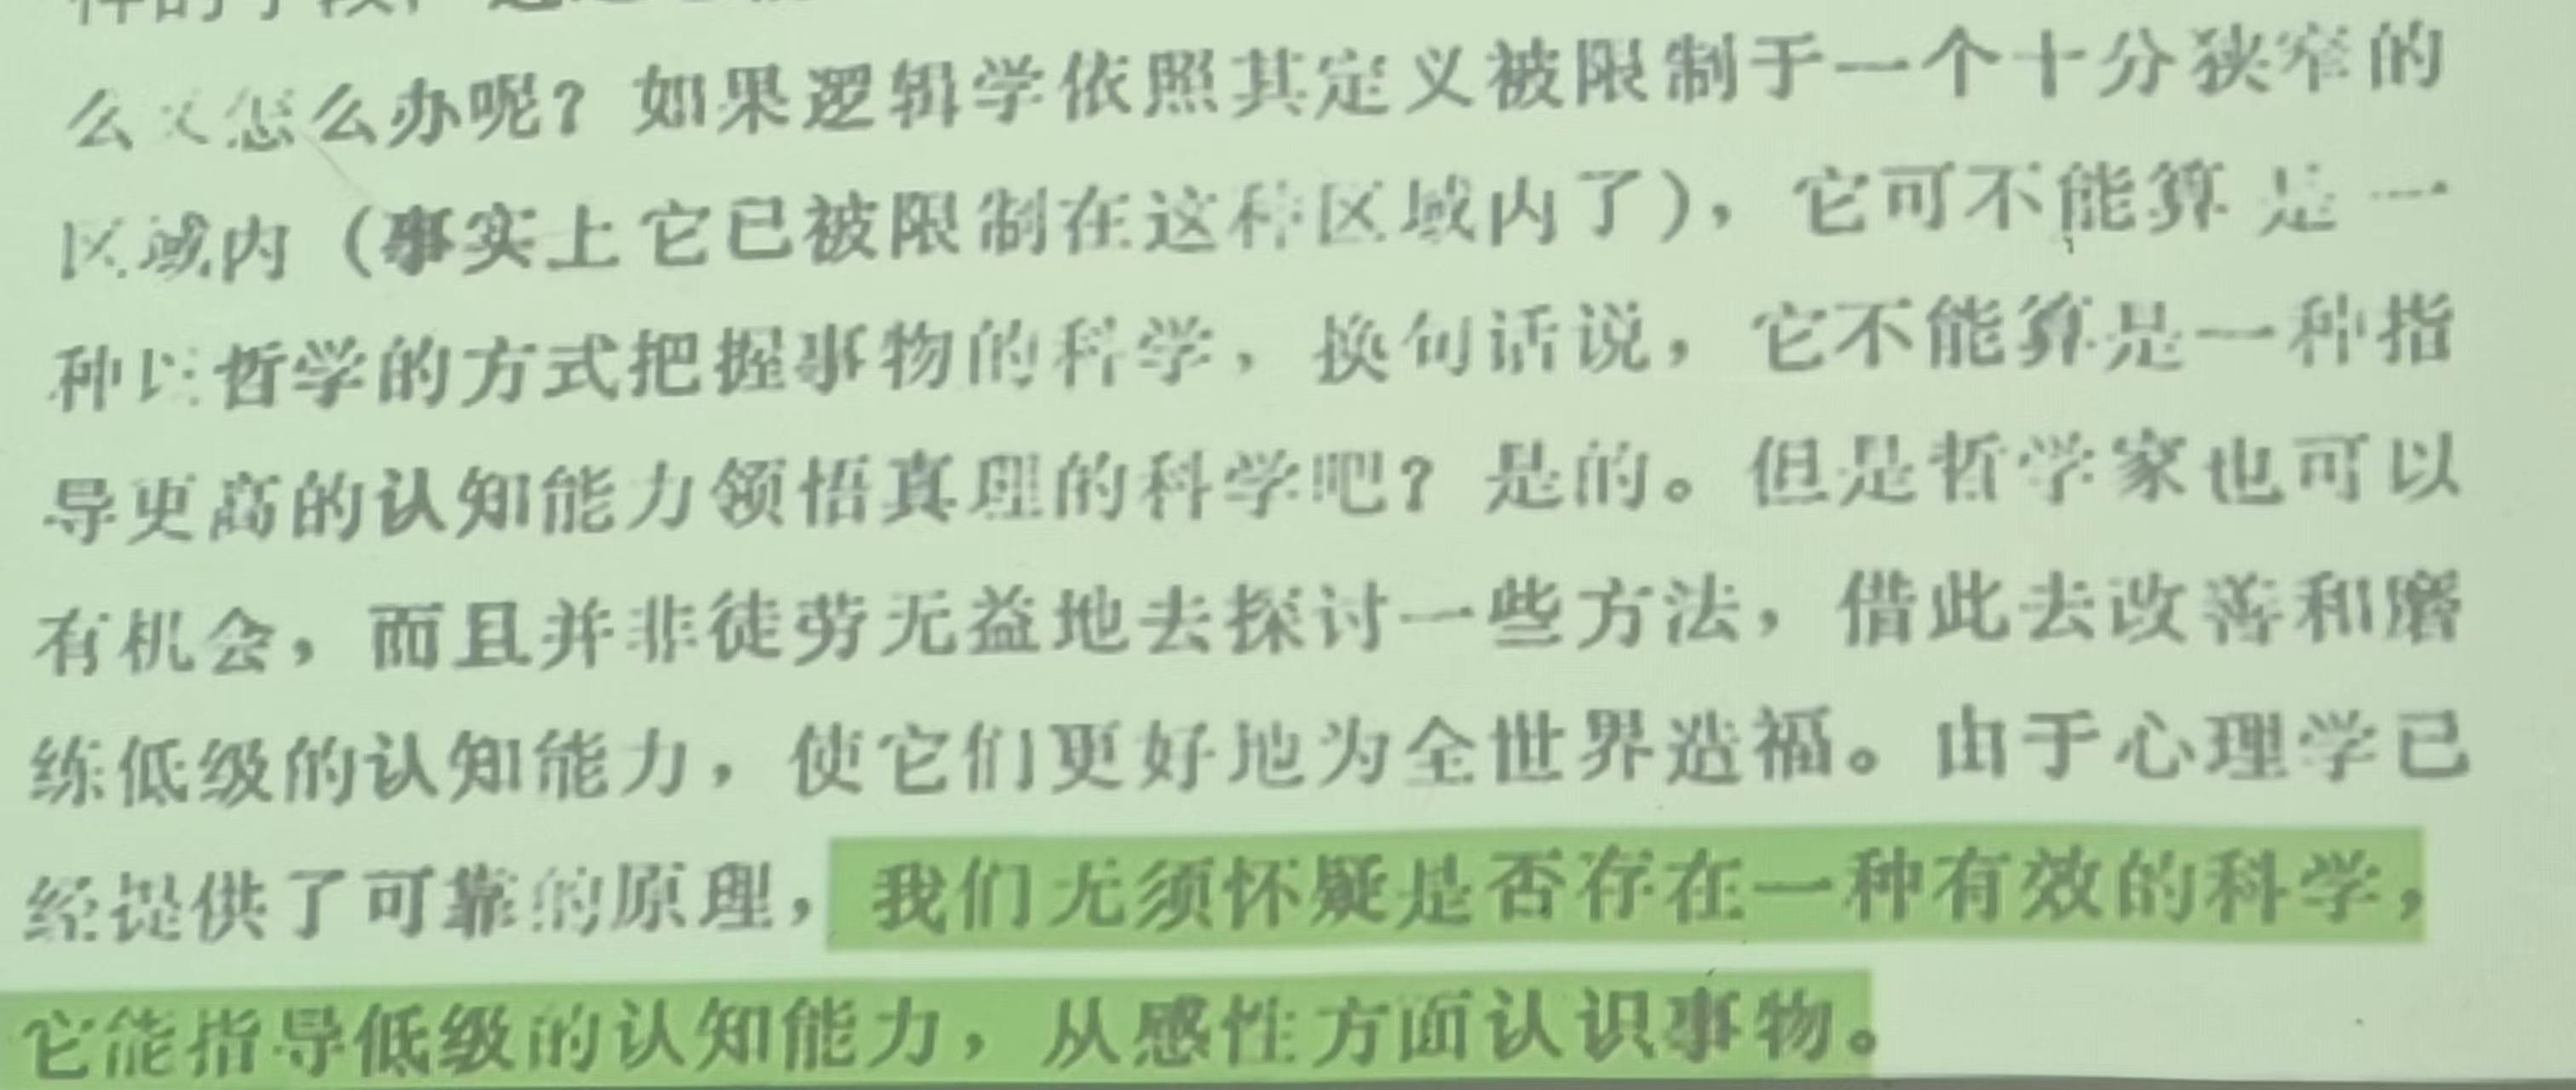 么又怎么办呢？如果逻辑学依照其定义被限制于一个十分狭窄的
区域内（事实上它已被限制在这种区域内了），它可不能算是一
种以哲学的方式把握事物的科学，换句话说，它不能算是一种指
导更高的认知能力领悟真理的科学吧？是的。但是哲学家也可以
有机会，而且并非徒劳无益地去探讨一些方法，借此去改善和磨
练低级的认知能力，使它们更好地为全世界造福。由于心理学已
经提供了可靠的原理，我们无须怀疑是否存在一种有效的科学，
它能指导低级的认知能力，从感性方面认识事物。